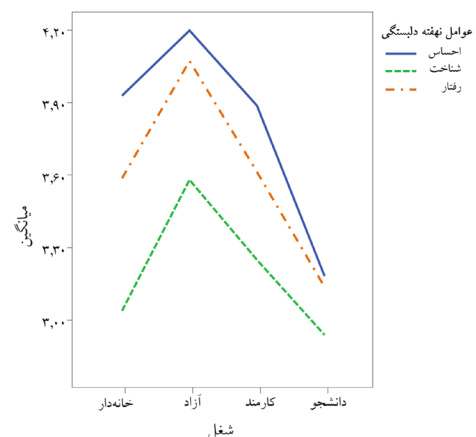 عوامل نهفته دلبستگی
احساس
شناخت
رفتار
۴,۲۰
۳,۹۰
۳,۶۰
۳,۳۰
۳,۰۰
میانگین
خانه‌دار
آزاد
کارمند
دانشجو
شغل